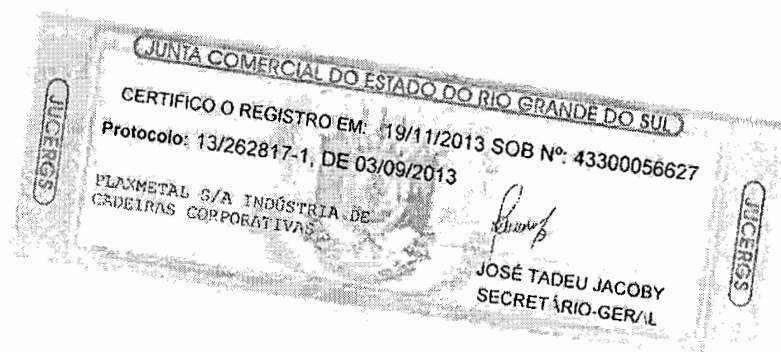 JUNTA COMERCIAL DO ESTADO DO RIO GRANDE DO SUL
JUCERGS
CERTIFICO O REGISTRO EM: 19/11/2013 SOB Nº: 43300056627
Protocolo: 13/262817-1, DE 03/09/2013
PLAXMETAL S/A INDÚSTRIA DE
CADEIRAS CORPORATIVAS
JOSÉ TADEU JACOBY
SECRETÁRIO-GERAL
JUCERGS